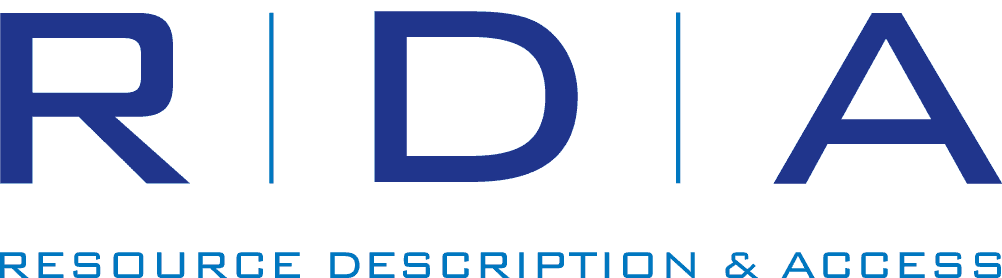 R | D | A
RESOURCE DESCRIPTION & ACCESS